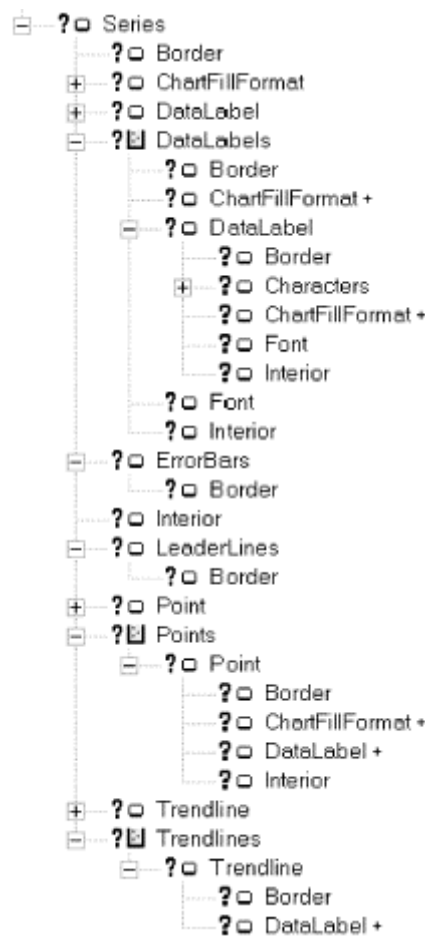 ? Series
? Border
? ChartFillFormat
? DataLabel
? DataLabels
? Border
? ChartFillFormat +
? DataLabel
? Border
? Characters
? ChartFillFormat +
? Font
? Interior
? Font
? Interior
? ErrorBars
? Border
? Interior
? LeaderLines
? Border
? Point
? Points
? Point
? Border
? ChartFillFormat +
? DataLabel +
? Interior
? Trendline
? Trendlines
? Trendline
? Border
? DataLabel +